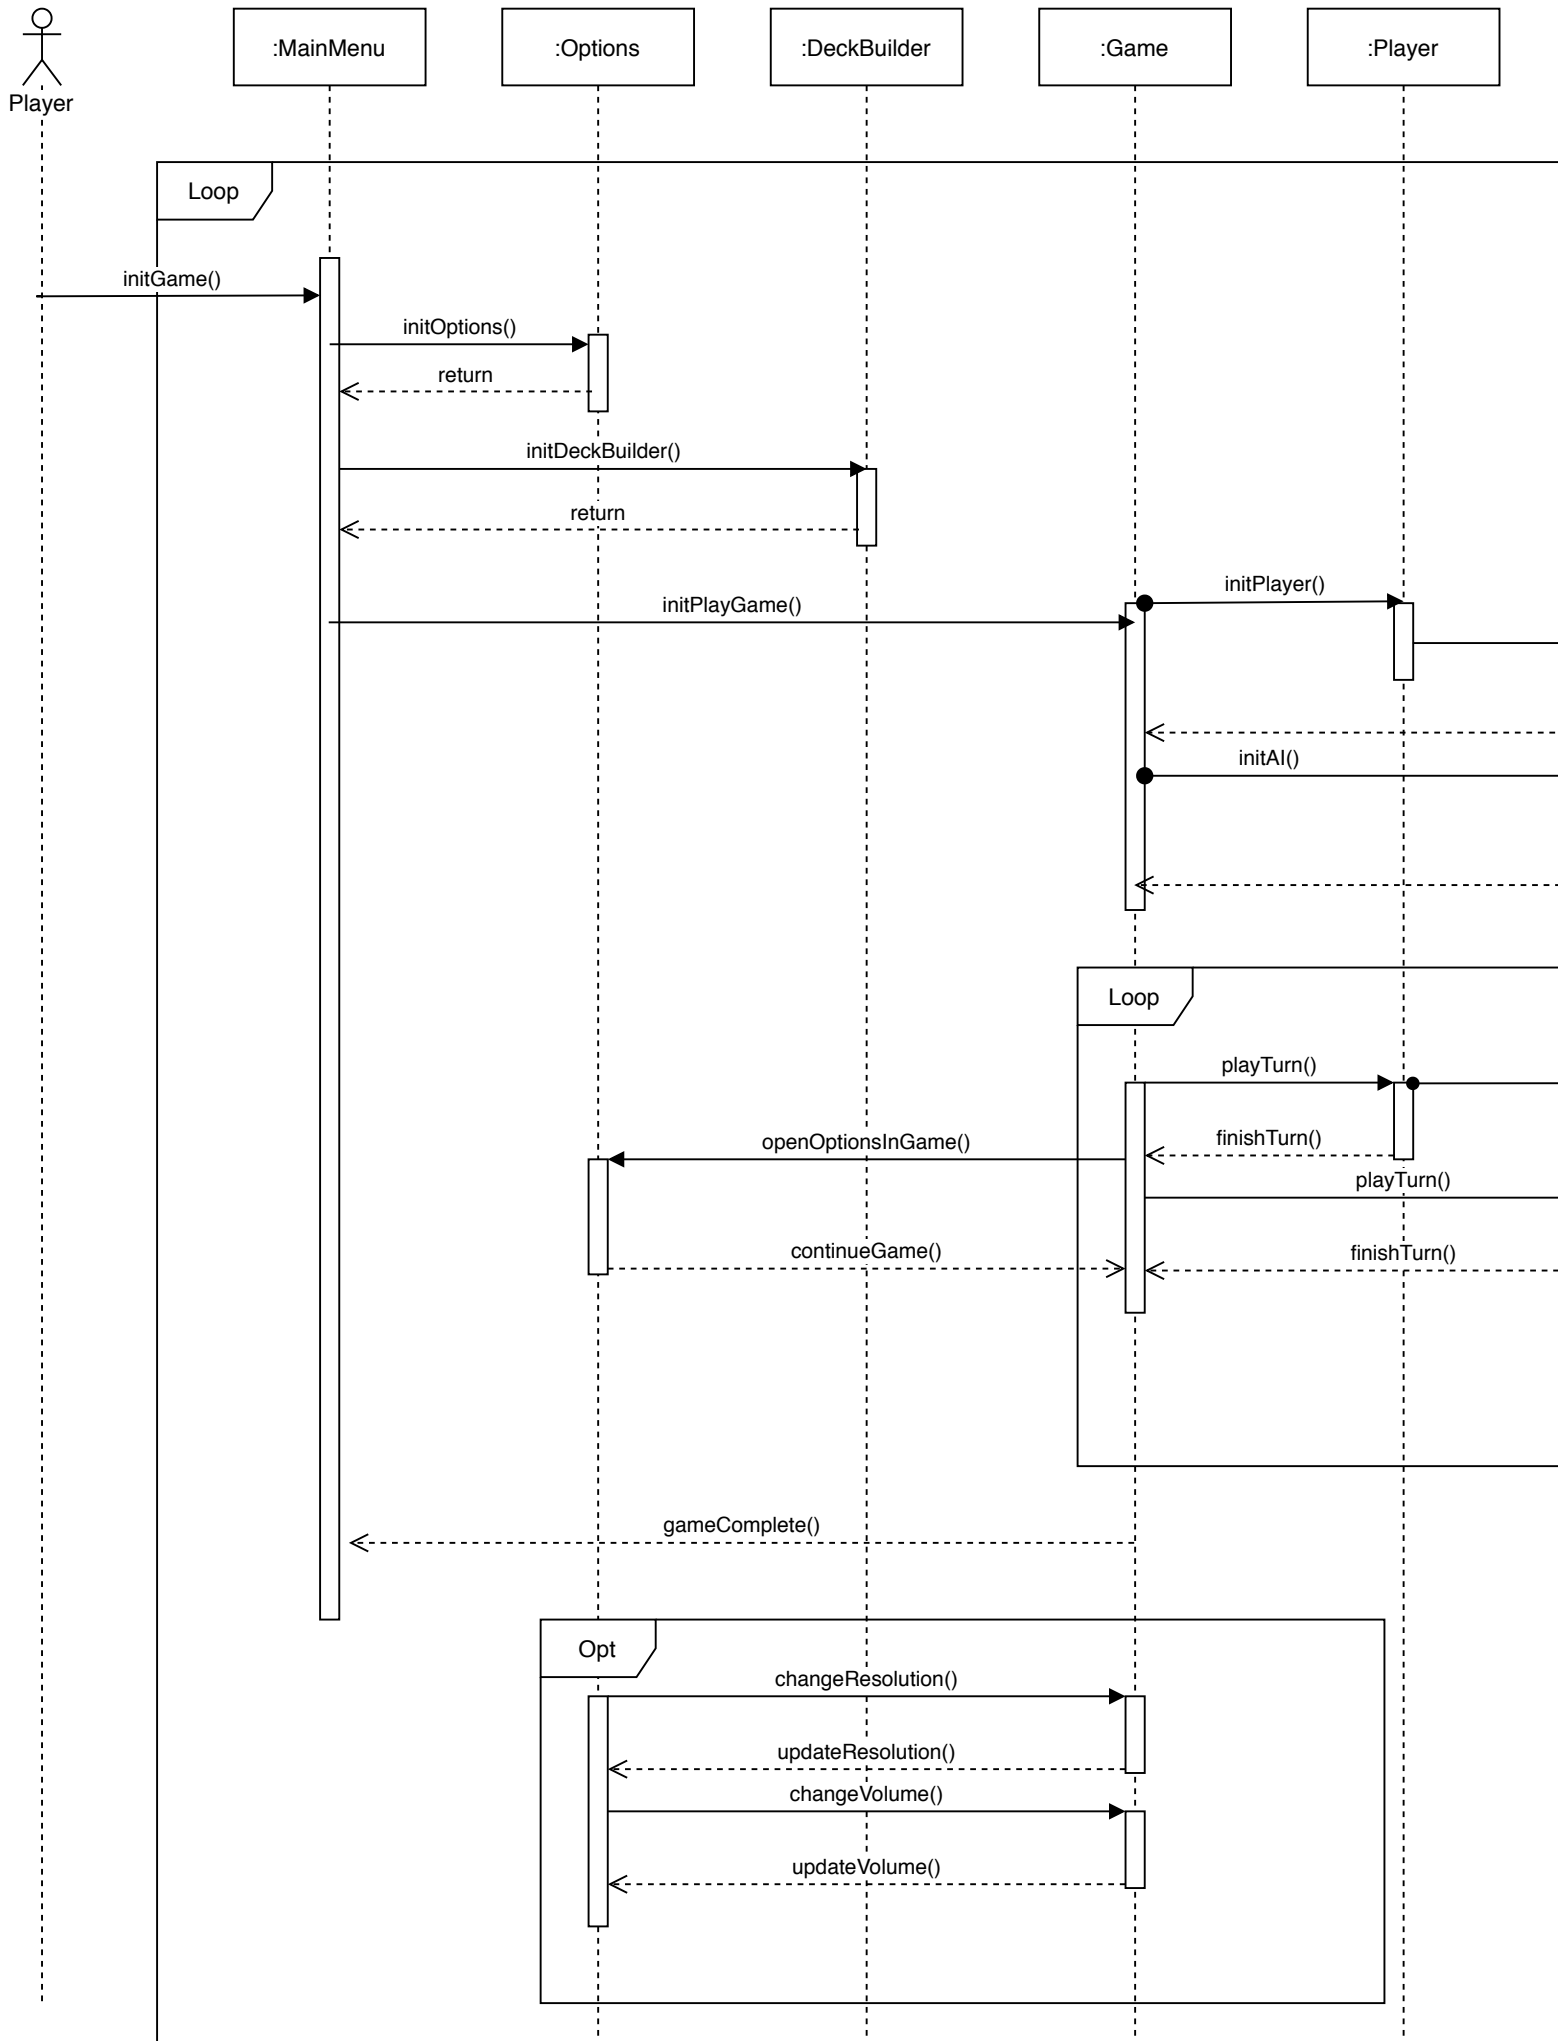 Player
:MainMenu
:Options
:DeckBuilder
:Game
:Player
Loop
initGame()
initOptions()
return
initDeckBuilder()
return
initPlayer()
initPlayGame()
initAI()
Loop
playTurn()
openOptionsInGame()
finishTurn()
playTurn()
continueGame()
finishTurn()
gameComplete()
Opt
changeResolution()
updateResolution()
changeVolume()
updateVolume()